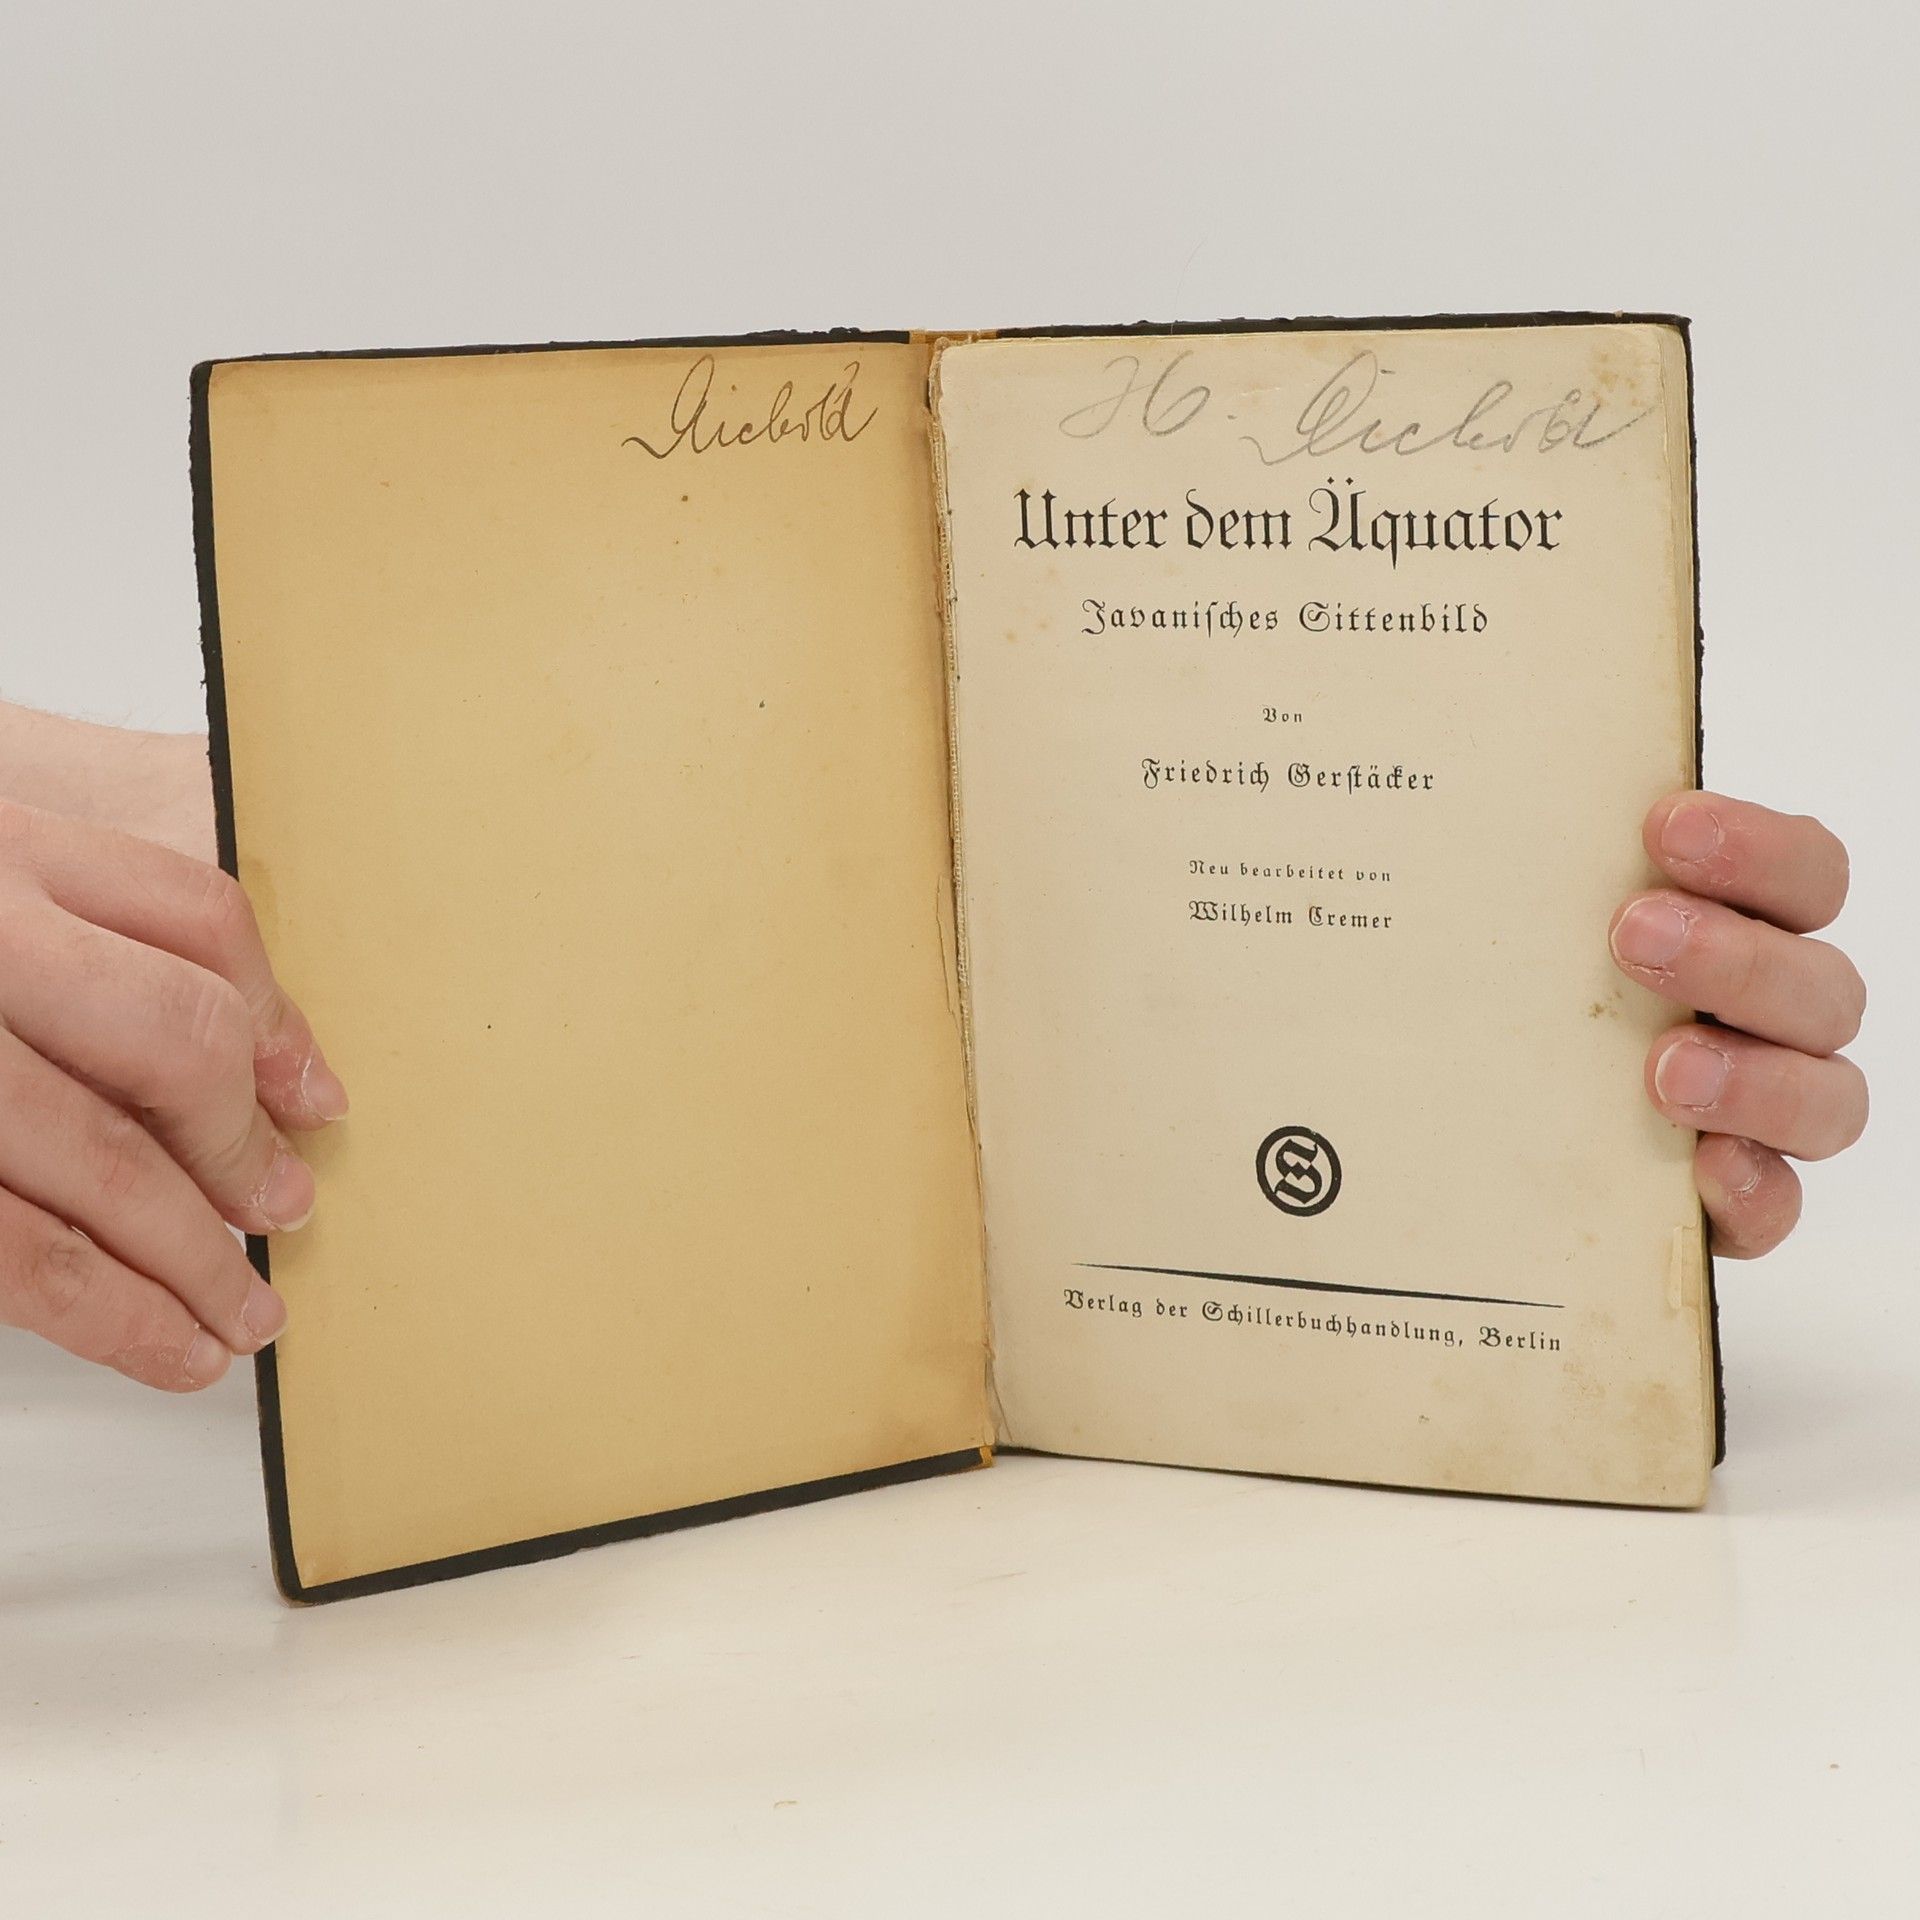 Unter dem Äquator
Javanisches Sittenbild
Von
Friedrich Gerstäcker
Neu bearbeitet von
Wilhelm Cremer
S
Verlag der Schillerbuchhandlung, Berlin